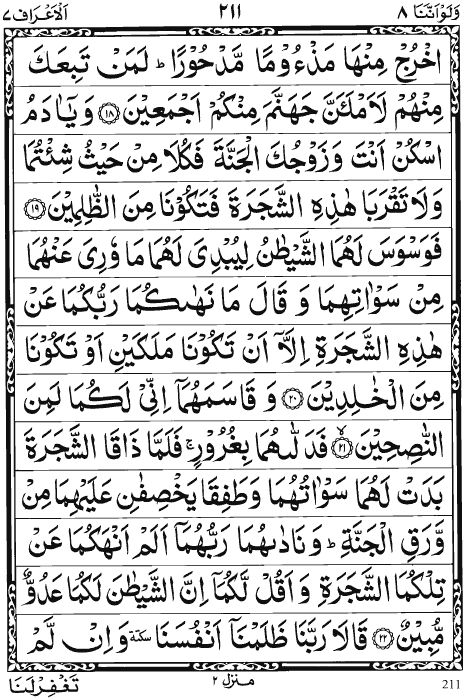 وَلَوْاَنَّنَا ٨ ٢١١ اَلْاَعْرَاف ٧
اخْرُجْ مِنْهَا مَذْءُوْمًا مَّدْحُوْرًا ؕ لَمَنْ تَبِعَكَ
مِنْهُمْ لَاَمْلَـَٔنَّ جَهَنَّمَ مِنْكُمْ اَجْمَعِيْنَ ﴿١٨﴾ وَيٰۤاٰدَمُ
اسْكُنْ اَنْتَ وَزَوْجُكَ الْجَنَّةَ فَكُلَا مِنْ حَيْثُ شِئْتُمَا
وَلَا تَقْرَبَا هٰذِهِ الشَّجَرَةَ فَتَكُوْنَا مِنَ الظّٰلِمِيْنَ ﴿١٩﴾
فَوَسْوَسَ لَهُمَا الشَّيْطٰنُ لِيُبْدِيَ لَهُمَا مَا وٗرِيَ عَنْهُمَا
مِنْ سَوْاٰتِهِمَا وَ قَالَ مَا نَهٰىكُمَا رَبُّكُمَا عَنْ
هٰذِهِ الشَّجَرَةِ اِلَّاۤ اَنْ تَكُوْنَا مَلَكَيْنِ اَوْ تَكُوْنَا
مِنَ الْخٰلِدِيْنَ ﴿٢٠﴾ وَ قَاسَمَهُمَاۤ اِنِّيْ لَكُمَا لَمِنَ
النّٰصِحِيْنَ ﴿٢١﴾ فَدَلّٰىهُمَا بِغُرُوْرٍ ۚ فَلَمَّا ذَاقَا الشَّجَرَةَ
بَدَتْ لَهُمَا سَوْاٰتُهُمَا وَطَفِقَا يَخْصِفٰنِ عَلَيْهِمَا مِنْ
وَّرَقِ الْجَنَّةِ ؕ وَنَادٰىهُمَا رَبُّهُمَاۤ اَلَمْ اَنْهَكُمَا عَنْ
تِلْكُمَا الشَّجَرَةِ وَ اَقُلْ لَّكُمَاۤ اِنَّ الشَّيْطٰنَ لَكُمَا عَدُوٌّ
مُّبِيْنٌ ﴿٢٢﴾ قَالَا رَبَّنَا ظَلَمْنَاۤ اَنْفُسَنَا سكتة وَاِنْ لَّمْ
تَغْفِرْلَنَا منزل ٢ 211